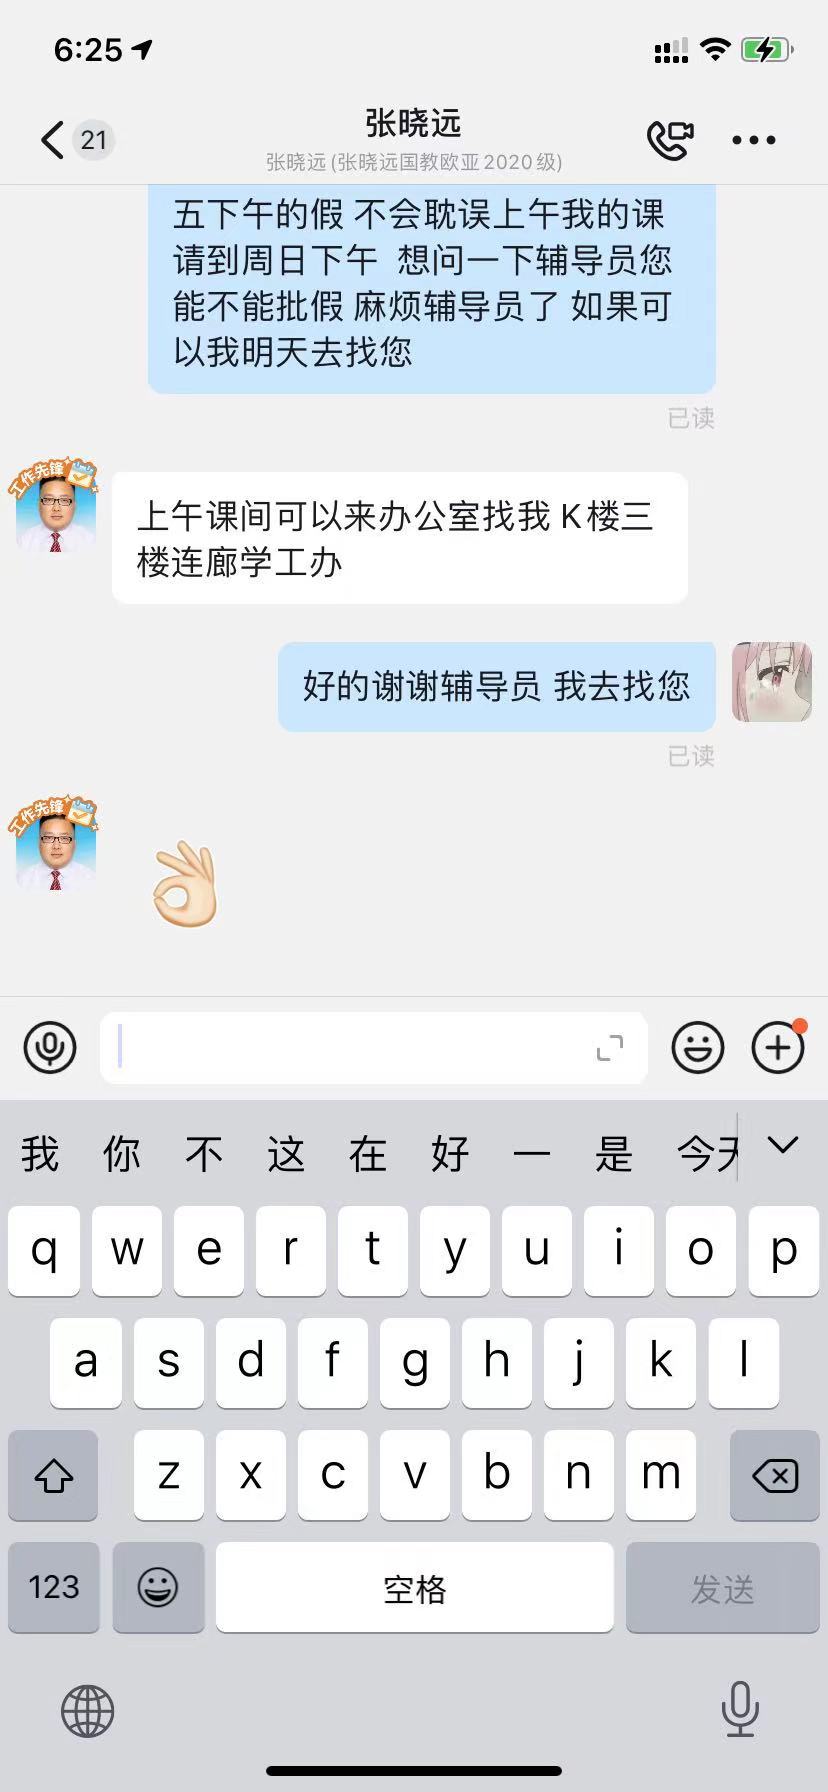 6:25
21
张晓远
张晓远(张晓远国教欧亚2020级)
五下午的假 不会耽误上午我的课
请到周日下午 想问一下辅导员您
能不能批假 麻烦辅导员了 如果可
以我明天去找您
已读
工作先锋
上午课间可以来办公室找我K楼三
楼连廊学工办
好的谢谢辅导员 我去找您
已读
工作先锋
我 你 不 这 在 好 一 是 今天
q w e r t y u i o p
a s d f g h j k l
z x c v b n m
123 空格 发送